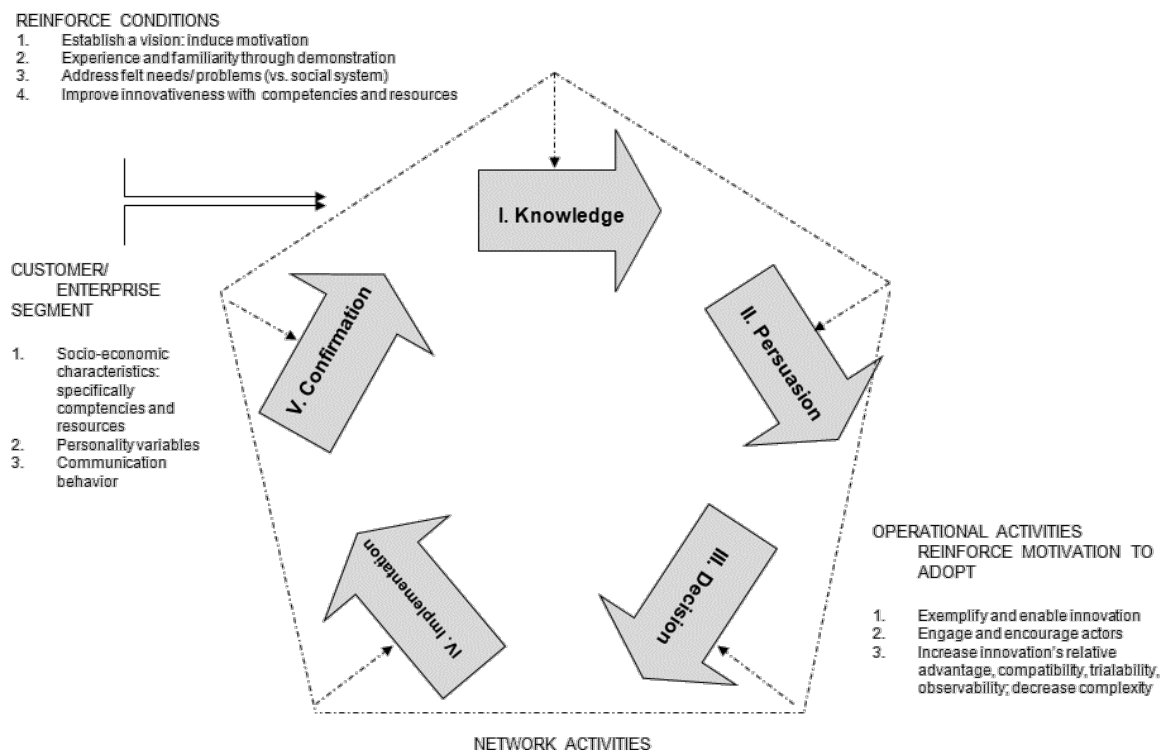 REINFORCE CONDITIONS
1. Establish a vision: induce motivation
2. Experience and familiarity through demonstration
3. Address felt needs/ problems (vs. social system)
4. Improve innovativeness with competencies and resources
I. Knowledge
CUSTOMER/
ENTERPRISE
SEGMENT
1. Socio-economic
characteristics:
specifically
comptencies and
resources
2. Personality variables
3. Communication
behavior
V. Confirmation
II. Persuasion
IV. Implementation
III. Decision
OPERATIONAL ACTIVITIES
REINFORCE MOTIVATION TO
ADOPT
1. Exemplify and enable innovation
2. Engage and encourage actors
3. Increase innovation's relative
advantage, compatibility, trialability,
observability; decrease complexity
NETWORK ACTIVITIES